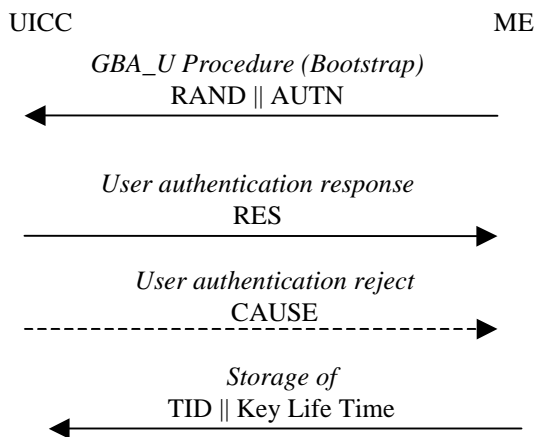 UICC ME
GBA_U Procedure (Bootstrap)
RAND || AUTN
User authentication response
RES
User authentication reject
CAUSE
Storage of
TID || Key Life Time